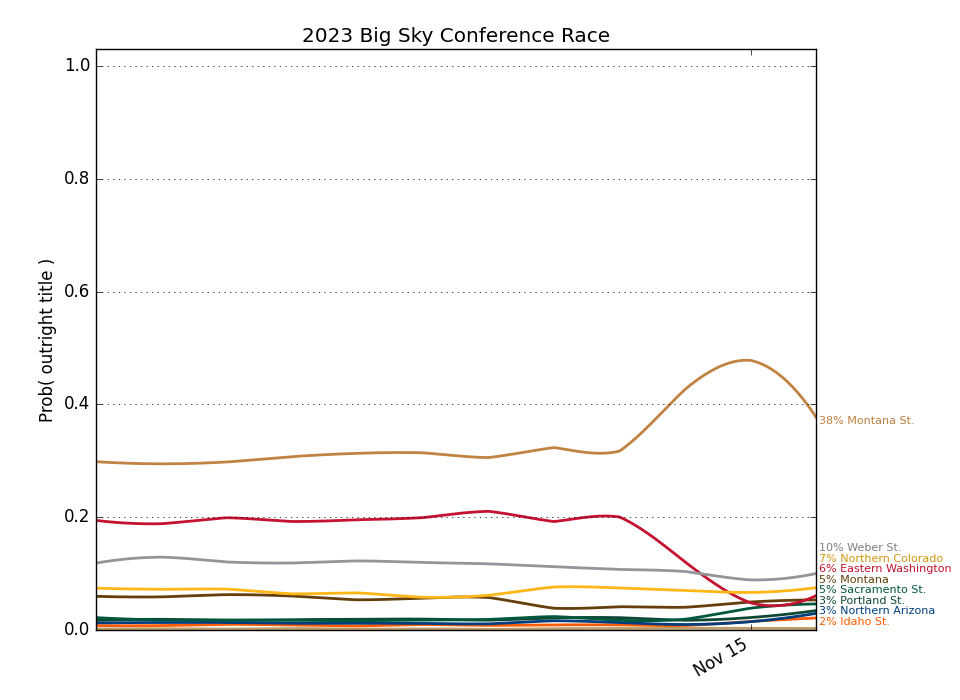 2023 Big Sky Conference Race
Prob( outright title )
1.0
0.8
0.6
0.4
0.2
0.0
Nov 15
38% Montana St.
10% Weber St.
7% Northern Colorado
6% Eastern Washington
5% Montana
5% Sacramento St.
3% Portland St.
3% Northern Arizona
2% Idaho St.